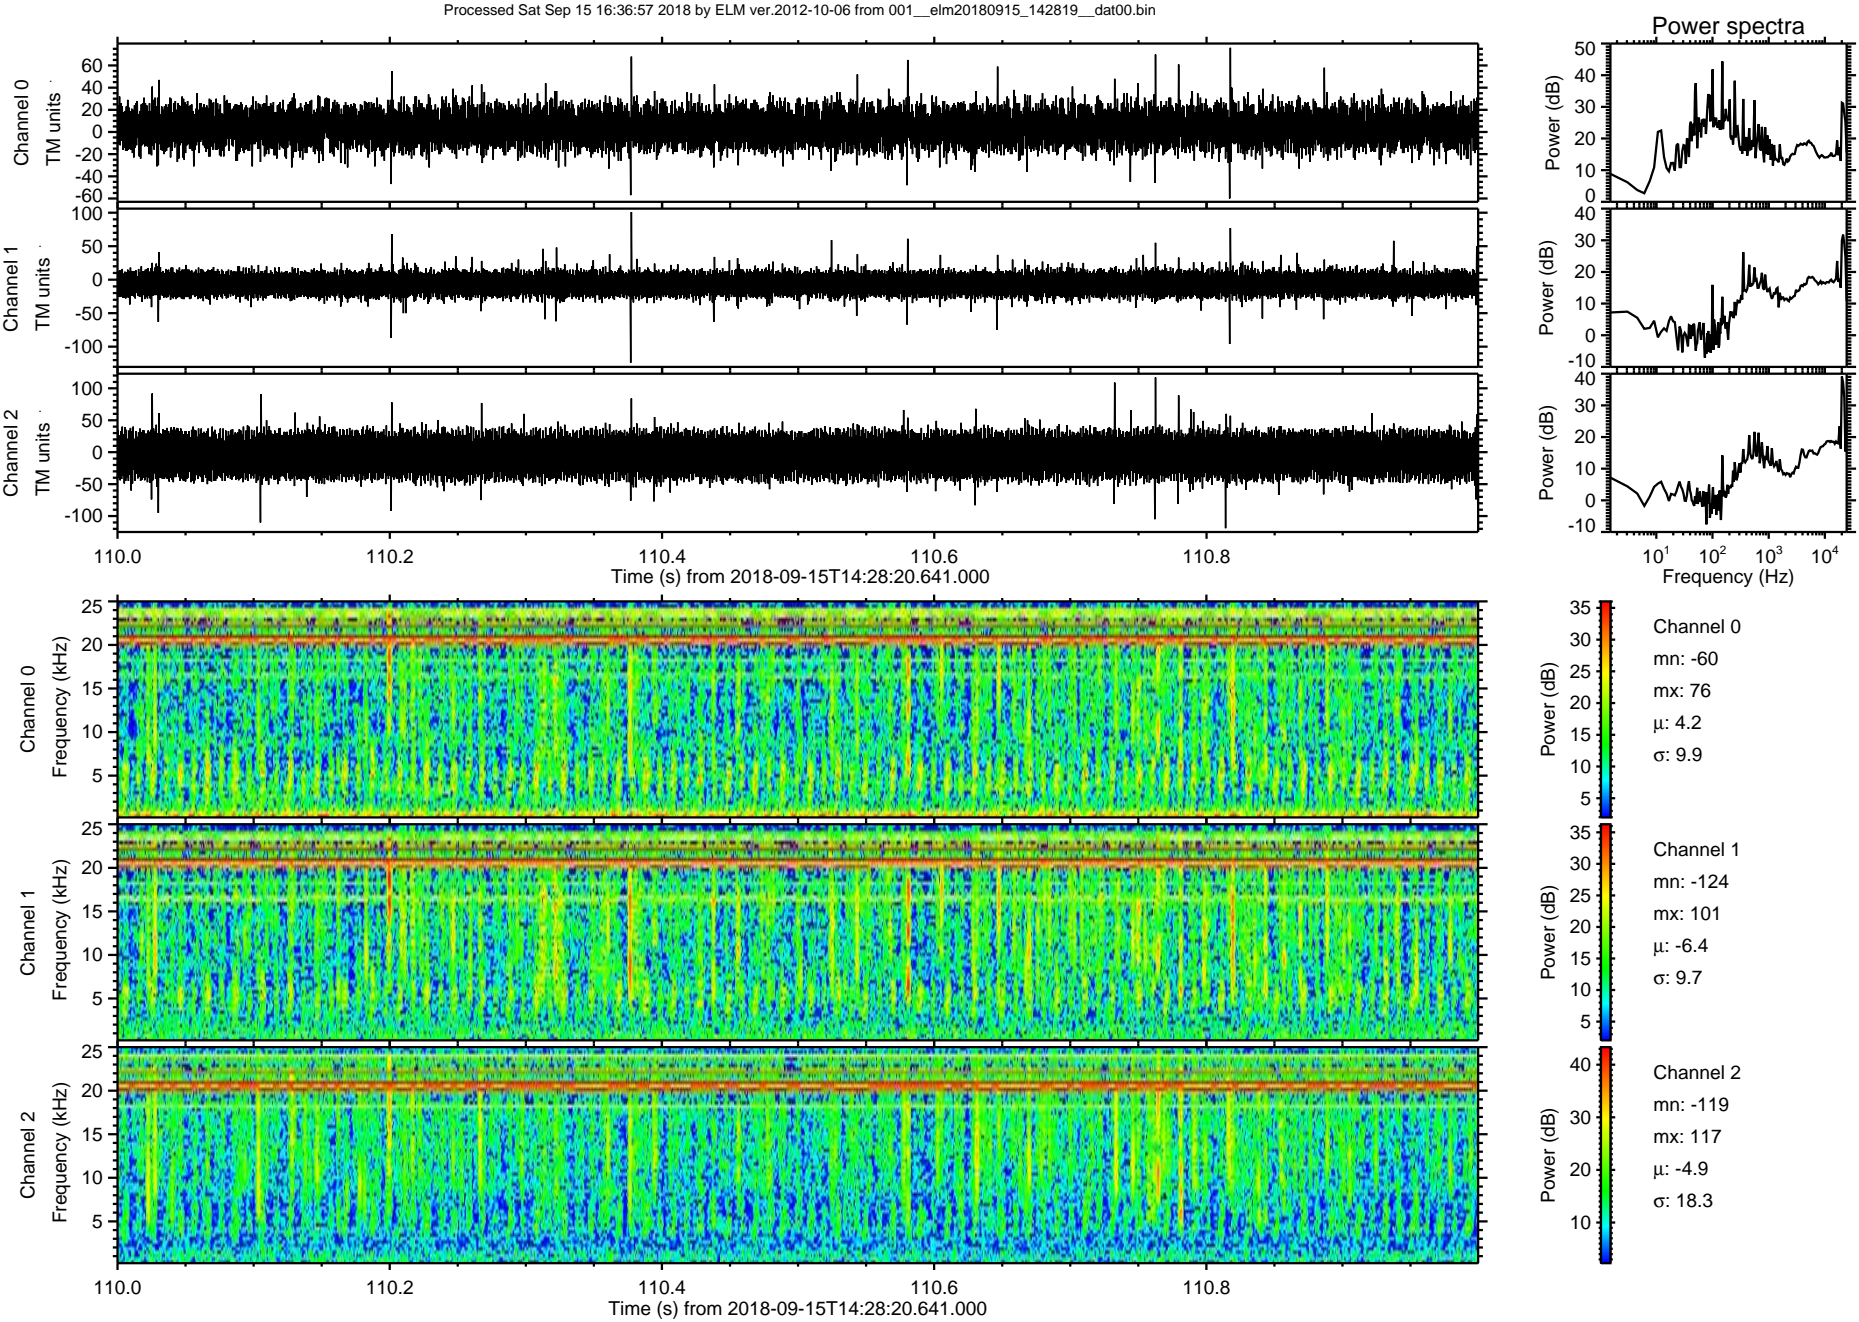 Processed Sat Sep 15 16:36:57 2018 by ELM ver.2012-10-06 from 001__elm20180915_142819__dat00.bin
Power spectra
Channel 0
TM units
60
40
20
0
-20
-40
-60
Power (dB)
50
40
30
20
10
0
Channel 1
TM units
100
50
0
-50
-100
Power (dB)
40
30
20
10
0
-10
Channel 2
TM units
100
50
0
-50
-100
Power (dB)
40
30
20
10
0
-10
110.0 110.2 110.4 110.6 110.8
Time (s) from 2018-09-15T14:28:20.641.000
10^1 10^2 10^3 10^4
Frequency (Hz)
Channel 0
Frequency (kHz)
25
20
15
10
5
Power (dB)
35
30
25
20
15
10
5
Channel 0
mn: -60
mx: 76
μ: 4.2
σ: 9.9
Channel 1
Frequency (kHz)
25
20
15
10
5
Power (dB)
35
30
25
20
15
10
5
Channel 1
mn: -124
mx: 101
μ: -6.4
σ: 9.7
Channel 2
Frequency (kHz)
25
20
15
10
5
Power (dB)
40
30
20
10
Channel 2
mn: -119
mx: 117
μ: -4.9
σ: 18.3
110.0 110.2 110.4 110.6 110.8
Time (s) from 2018-09-15T14:28:20.641.000